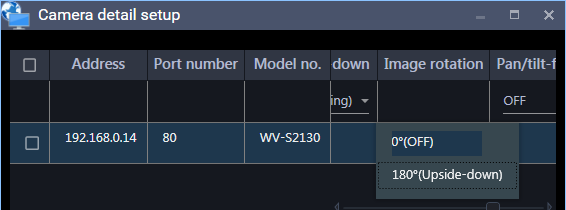 Camera detail setup
Address Port number Model no. -down Image rotation Pan/tilt-f
ing) OFF
192.168.0.14 80 WV-S2130 0°(OFF)
180°(Upside-down)